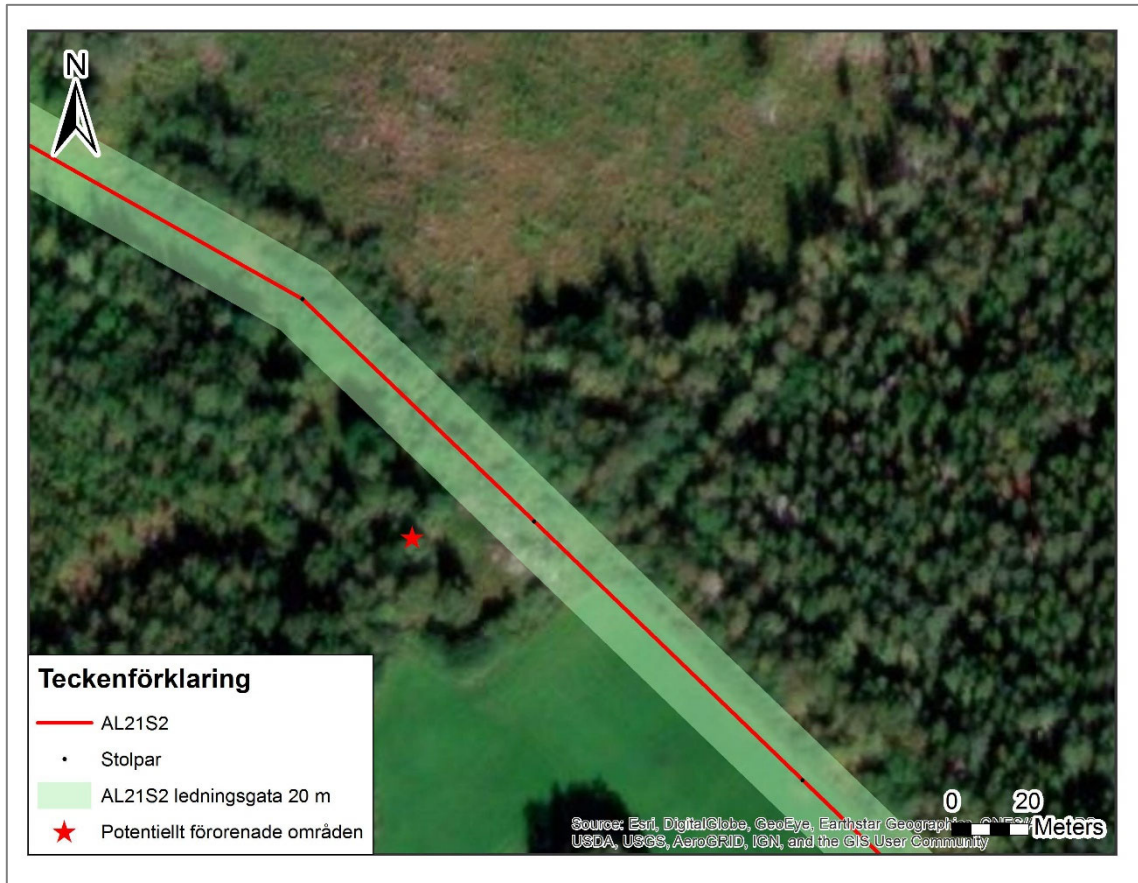 N
Teckenförklaring
AL21S2
Stolpar
AL21S2 ledningsgata 20 m
Potentiellt förorenade områden
0 20
Meters
Source: Esri, DigitalGlobe, GeoEye, Earthstar Geographics,
USDA, USGS, AeroGRID, IGN, and the GIS User Community